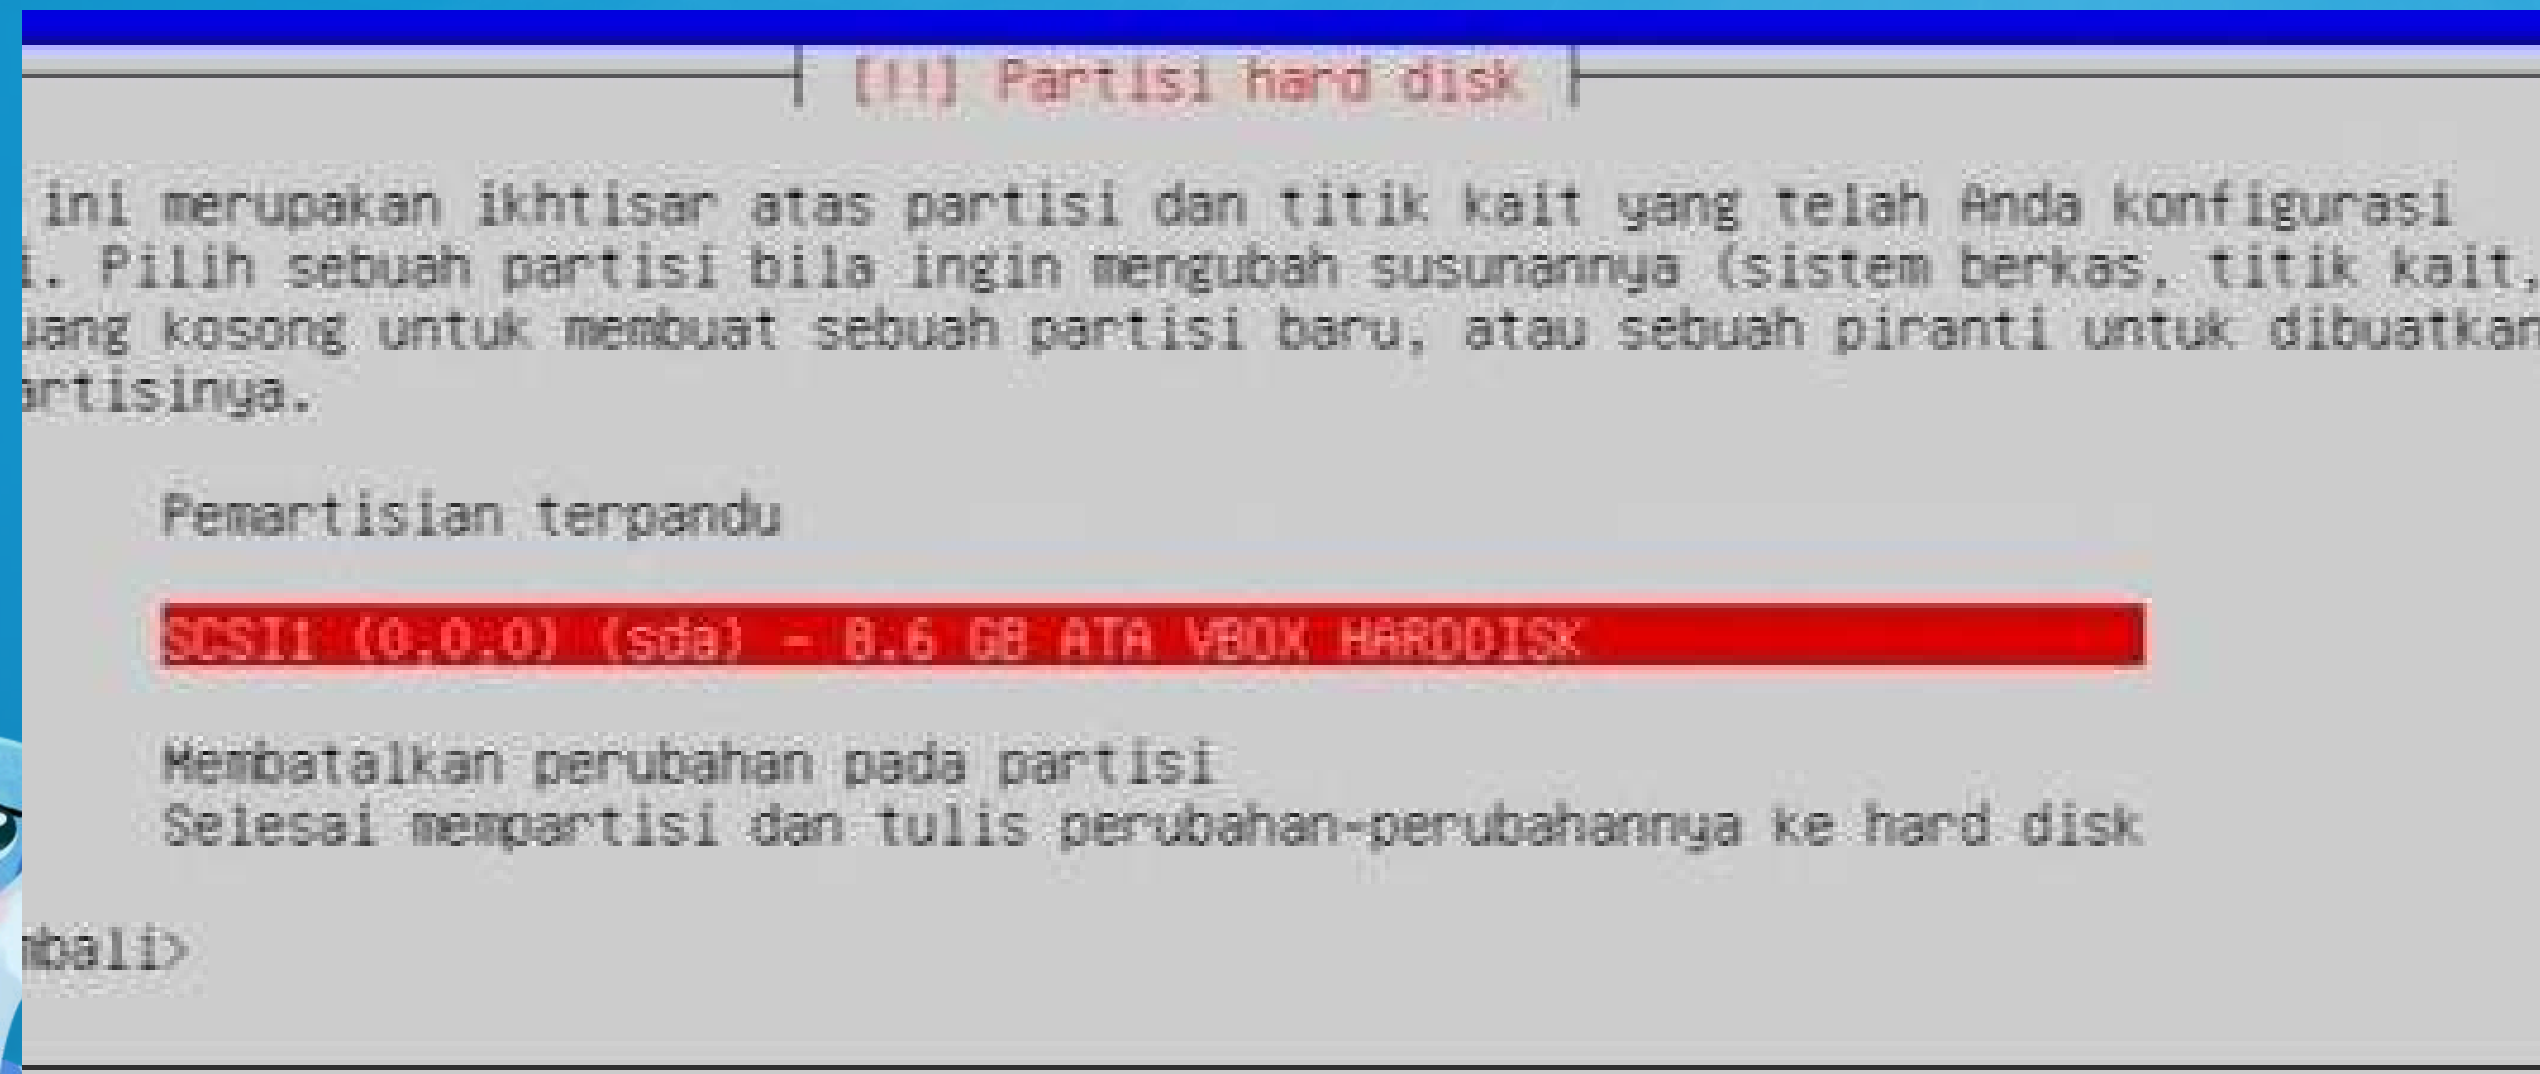 [!!] Partisi hard disk
ini merupakan ikhtisar atas partisi dan titik kait yang telah Anda konfigurasi
i. Pilih sebuah partisi bila ingin mengubah susunannya (sistem berkas, titik kait,
uang kosong untuk membuat sebuah partisi baru, atau sebuah piranti untuk dibuatkan
artisinya.
Pemartisian terpandu
SCSI1 (0.0.0) (sda) - 8.6 GB ATA VBOX HARDDISK
Membatalkan perubahan pada partisi
Selesai mempartisi dan tulis perubahan-perubahannya ke hard disk
mbali>